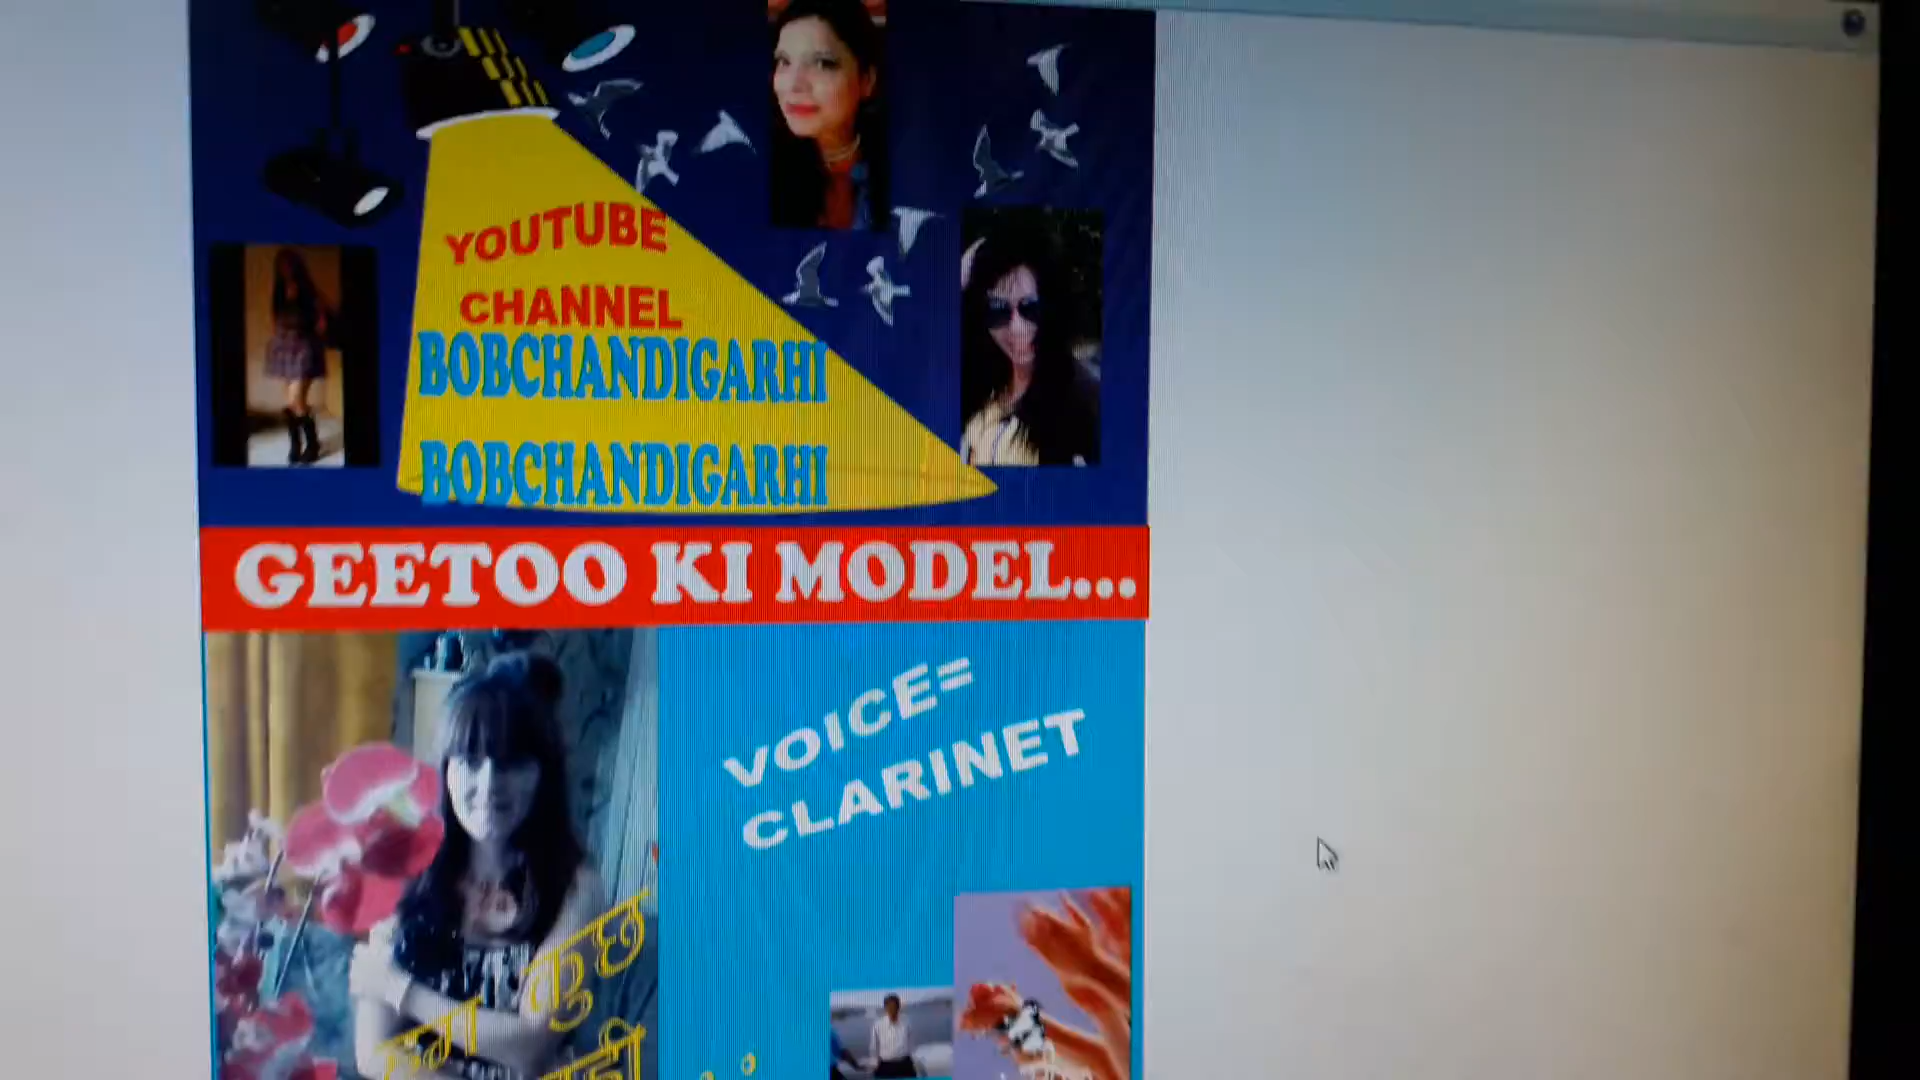 YOUTUBE
CHANNEL
BOBCHANDIGARHI
BOBCHANDIGARHI
GEETOO KI MODEL...
VOICE=
CLARINET
कुछ